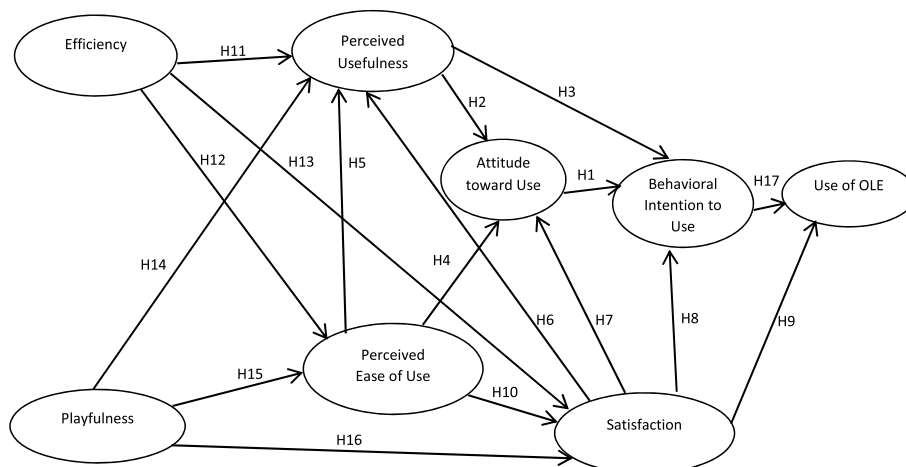 Efficiency
H11
Perceived
Usefulness
H3
H2
H12
H13
H5
Attitude
toward Use
H1
Behavioral
Intention to
Use
H17
Use of OLE
H14
H4
H6
H7
H8
H9
H15
Perceived
Ease of Use
H10
Playfulness
H16
Satisfaction